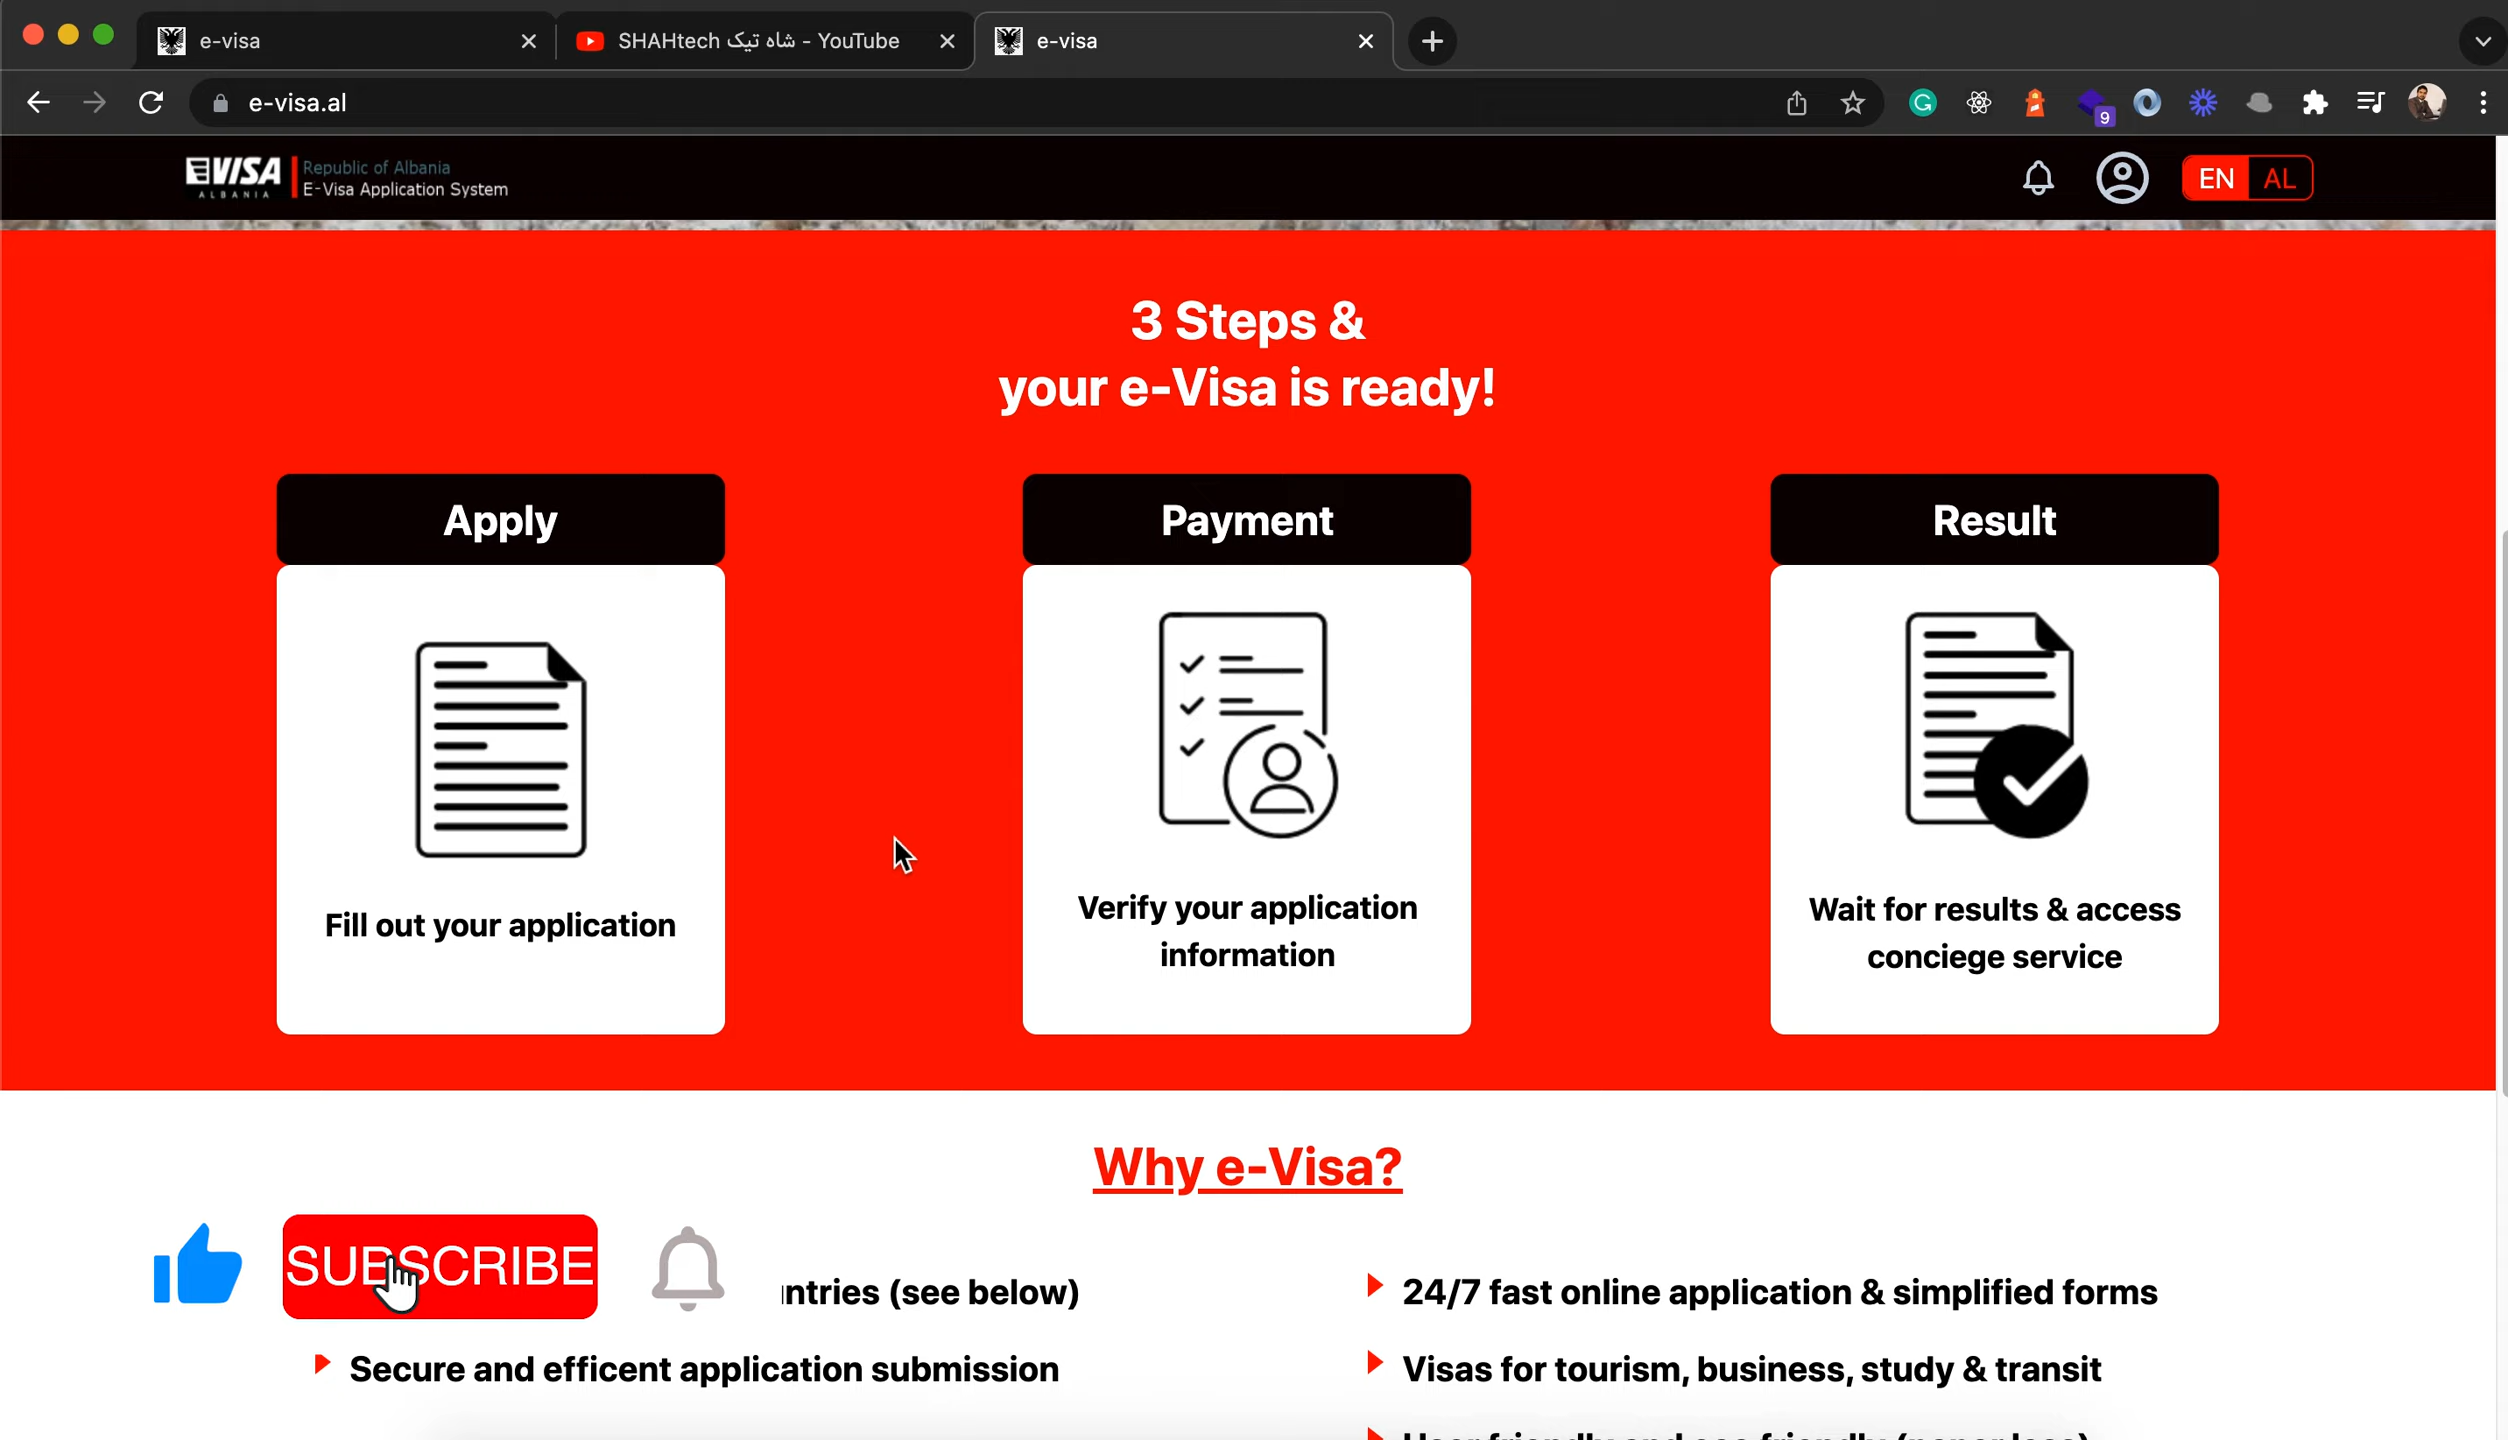 e-visa
SHAHtech شاه تیک - YouTube
e-visa
e-visa.al
9
EVISA
ALBANIA
Republic of Albania
E-Visa Application System
EN AL
3 Steps &
your e-Visa is ready!
Apply
Payment
Result
Fill out your application
Verify your application
information
Wait for results & access
conciege service
Why e-Visa?
SUBSCRIBE
ntries (see below)
24/7 fast online application & simplified forms
Secure and efficent application submission
Visas for tourism, business, study & transit